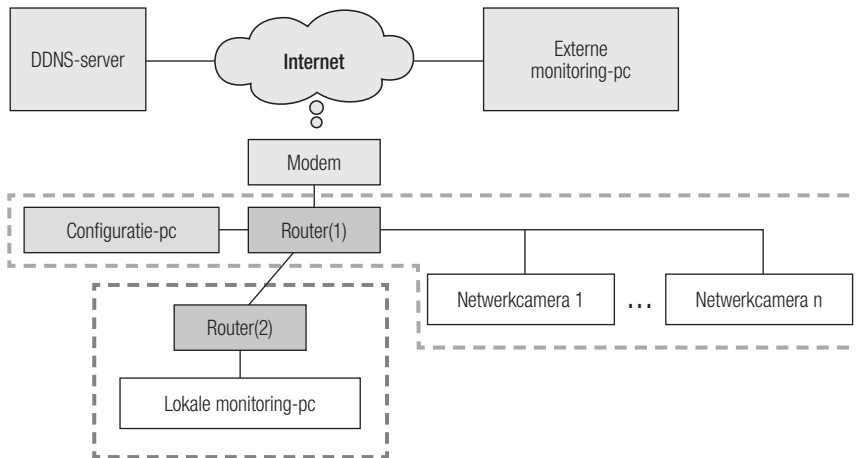 DDNS-server
Internet
Externe
monitoring-pc
Modem
Configuratie-pc
Router(1)
Netwerkcamera 1
...
Netwerkcamera n
Router(2)
Lokale monitoring-pc